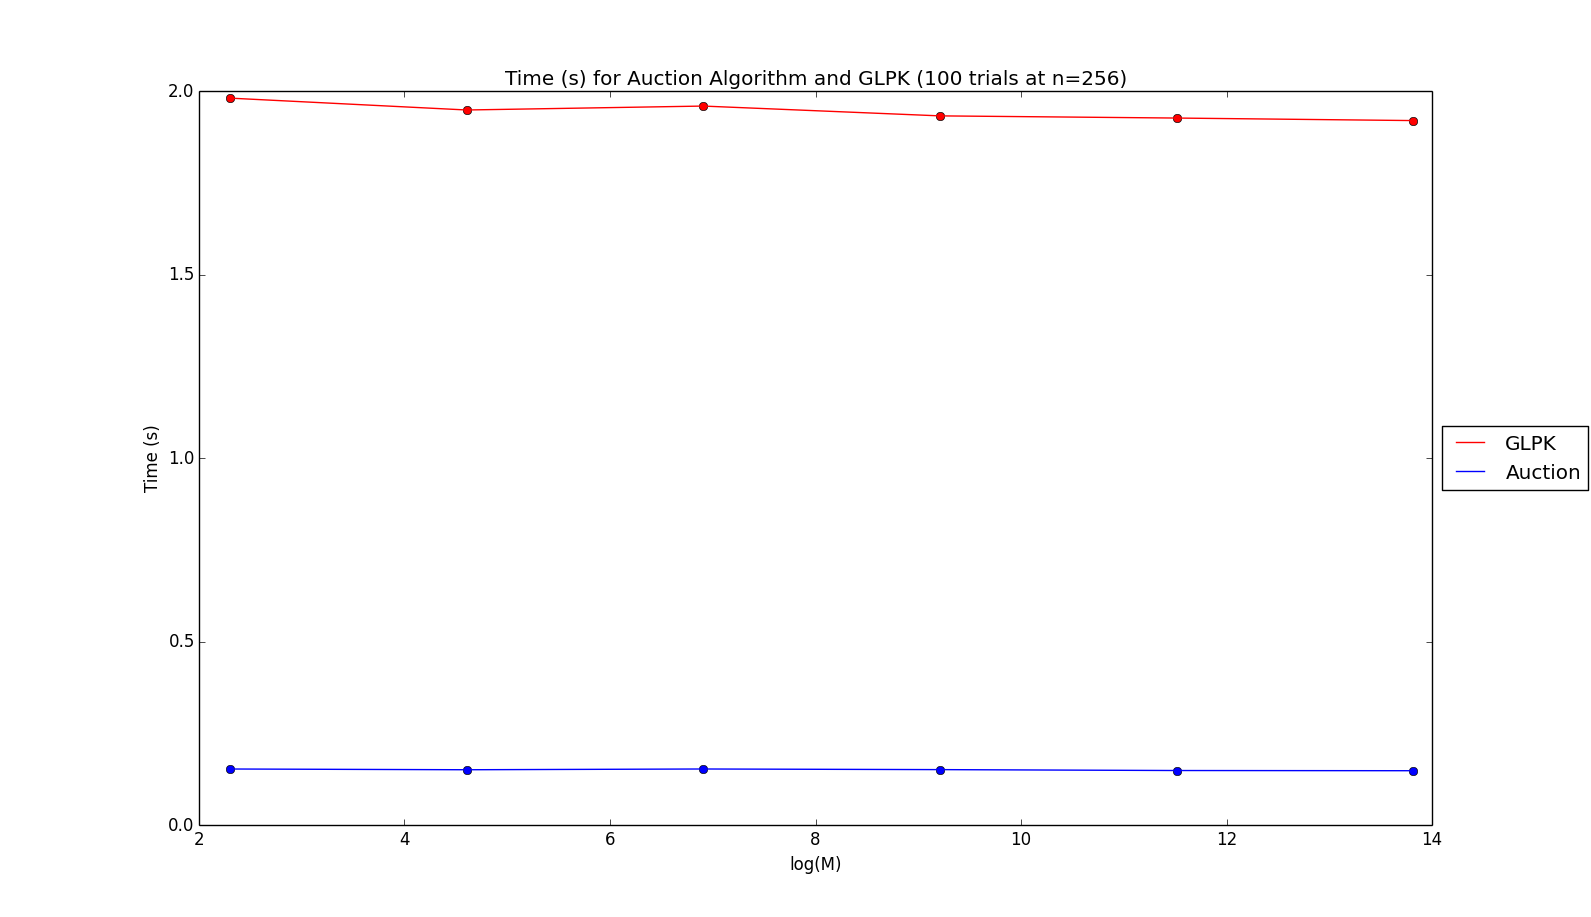 Time (s) for Auction Algorithm and GLPK (100 trials at n=256)
2.0
1.5
1.0
0.5
0.0
Time (s)
2 4 6 8 10 12 14
log(M)
GLPK
Auction